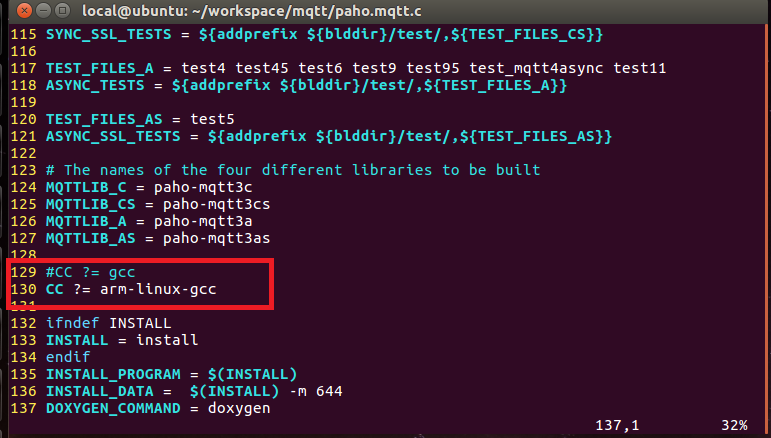 local@ubuntu: ~/workspace/mqtt/paho.mqtt.c
115 SYNC_SSL_TESTS = ${addprefix ${blddir}/test/,${TEST_FILES_CS}}
116
117 TEST_FILES_A = test4 test45 test6 test9 test95 test_mqtt4async test11
118 ASYNC_TESTS = ${addprefix ${blddir}/test/,${TEST_FILES_A}}
119
120 TEST_FILES_AS = test5
121 ASYNC_SSL_TESTS = ${addprefix ${blddir}/test/,${TEST_FILES_AS}}
122
123 # The names of the four different libraries to be built
124 MQTTLIB_C = paho-mqtt3c
125 MQTTLIB_CS = paho-mqtt3cs
126 MQTTLIB_A = paho-mqtt3a
127 MQTTLIB_AS = paho-mqtt3as
128
129 #CC ?= gcc
130 CC ?= arm-linux-gcc
131
132 ifndef INSTALL
133 INSTALL = install
134 endif
135 INSTALL_PROGRAM = $(INSTALL)
136 INSTALL_DATA =  $(INSTALL) -m 644
137 DOXYGEN_COMMAND = doxygen
137,1 32%